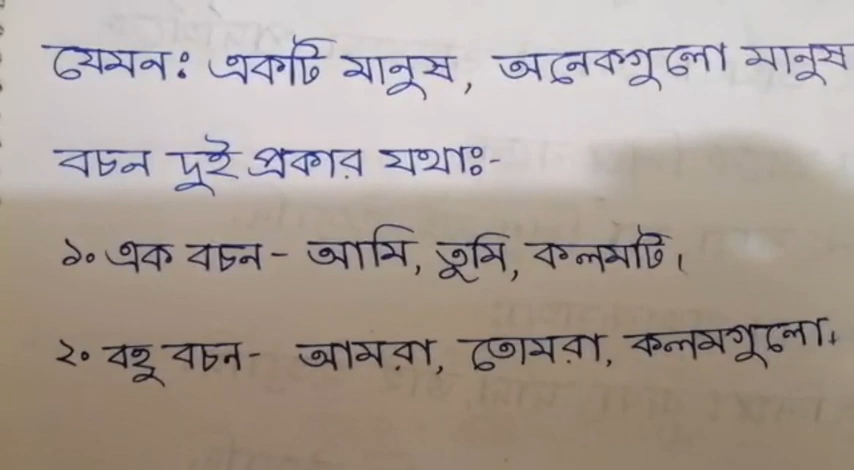 যেমনঃ একটি মানুষ, অনেকগুলো মানুষ
বচন দুই প্রকার যথাঃ-
১. এক বচন - আমি, তুমি, কলমটি।
২. বহু বচন - আমরা, তোমরা, কলমগুলো।